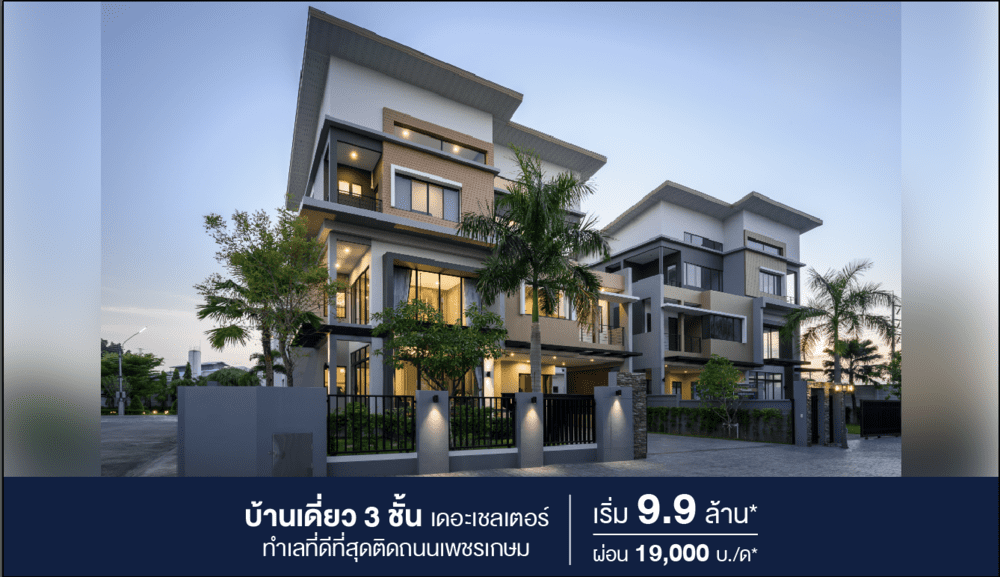 บ้านเดี่ยว 3 ชั้น เดอะเชลเตอร์
ทำเลที่ดีที่สุดติดถนนเพชรเกษม
เริ่ม 9.9 ล้าน*
ผ่อน 19,000 บ./ด*